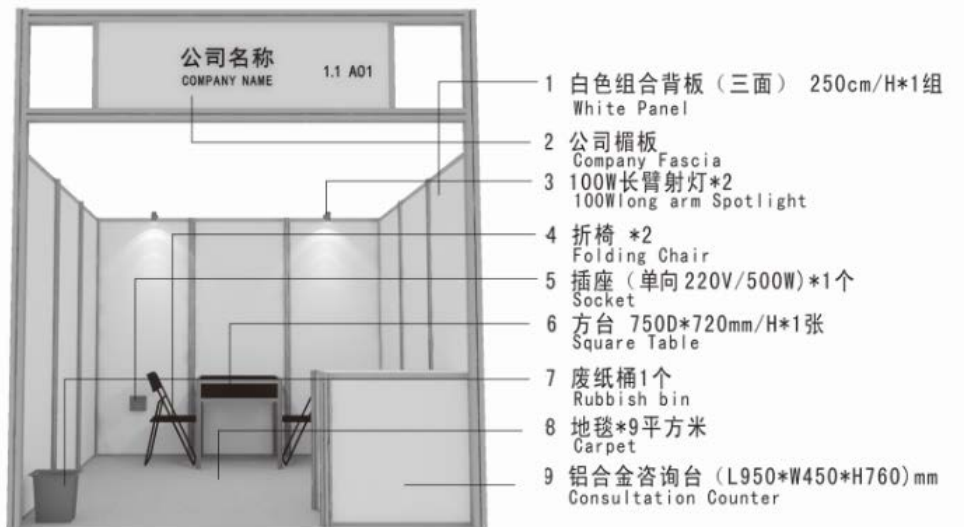 公司名称
COMPANY NAME
1.1 A01
1 白色组合背板（三面） 250cm/H*1组
White Panel
2 公司楣板
Company Fascia
3 100W长臂射灯*2
100Wlong arm Spotlight
4 折椅 *2
Folding Chair
5 插座（单向220V/500W)*1个
Socket
6 方台 750D*720mm/H*1张
Square Table
7 废纸桶1个
Rubbish bin
8 地毯*9平方米
Carpet
9 铝合金咨询台（L950*W450*H760)mm
Consultation Counter